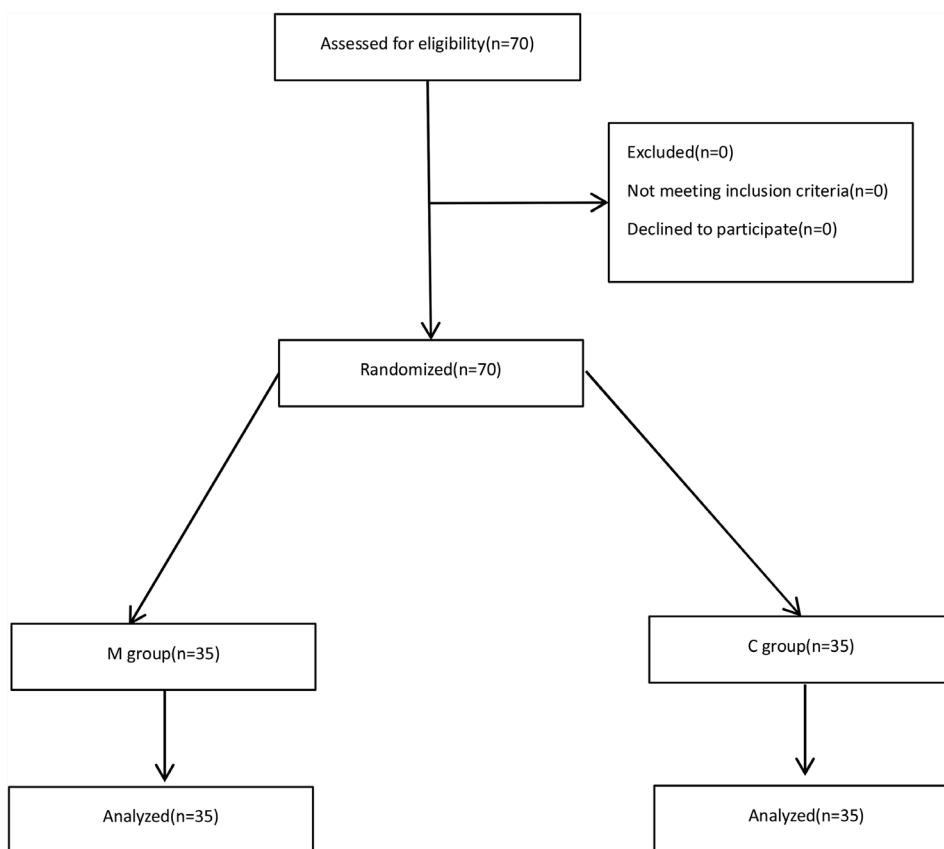 Assessed for eligibility(n=70)
Excluded(n=0)
Not meeting inclusion criteria(n=0)
Declined to participate(n=0)
Randomized(n=70)
M group(n=35)
C group(n=35)
Analyzed(n=35)
Analyzed(n=35)